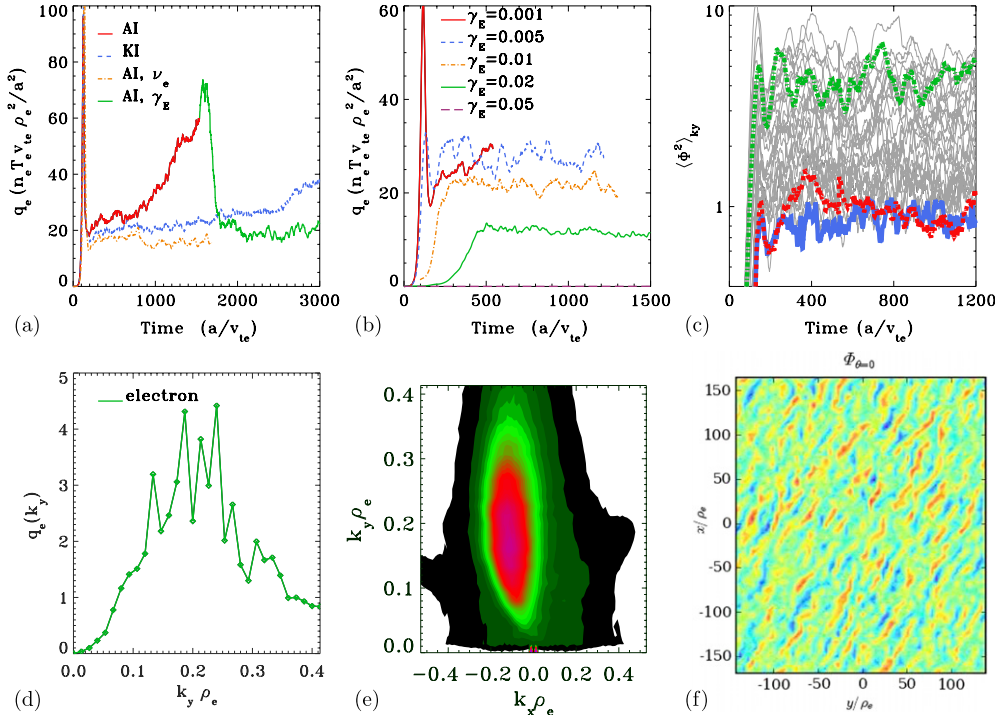 q_e (n_e T_e v_te ρ_e^2/a^2)
100
80
60
40
20
0
AI
KI
AI, ν_e
AI, γ_E
0 1000 2000 3000
(a) Time (a/v_te)
q_e (n_e T_e v_te ρ_e^2/a^2)
60
40
20
0
γ_E=0.001
γ_E=0.005
γ_E=0.01
γ_E=0.02
γ_E=0.05
0 500 1000 1500
(b) Time (a/v_te)
⟨Φ^2⟩_ky
10
1
0 400 800 1200
(c) Time (a/v_te)
q_e(k_y)
5
4
3
2
1
0
electron
0.0 0.1 0.2 0.3 0.4
(d) k_y ρ_e
k_y ρ_e
0.4
0.3
0.2
0.1
0.0
−0.4 −0.2 0.0 0.2 0.4
(e) k_x ρ_e
Φ_θ=0
x/ρ_e
150
100
50
0
-50
-100
-150
-100 -50 0 50 100
(f) y/ρ_e